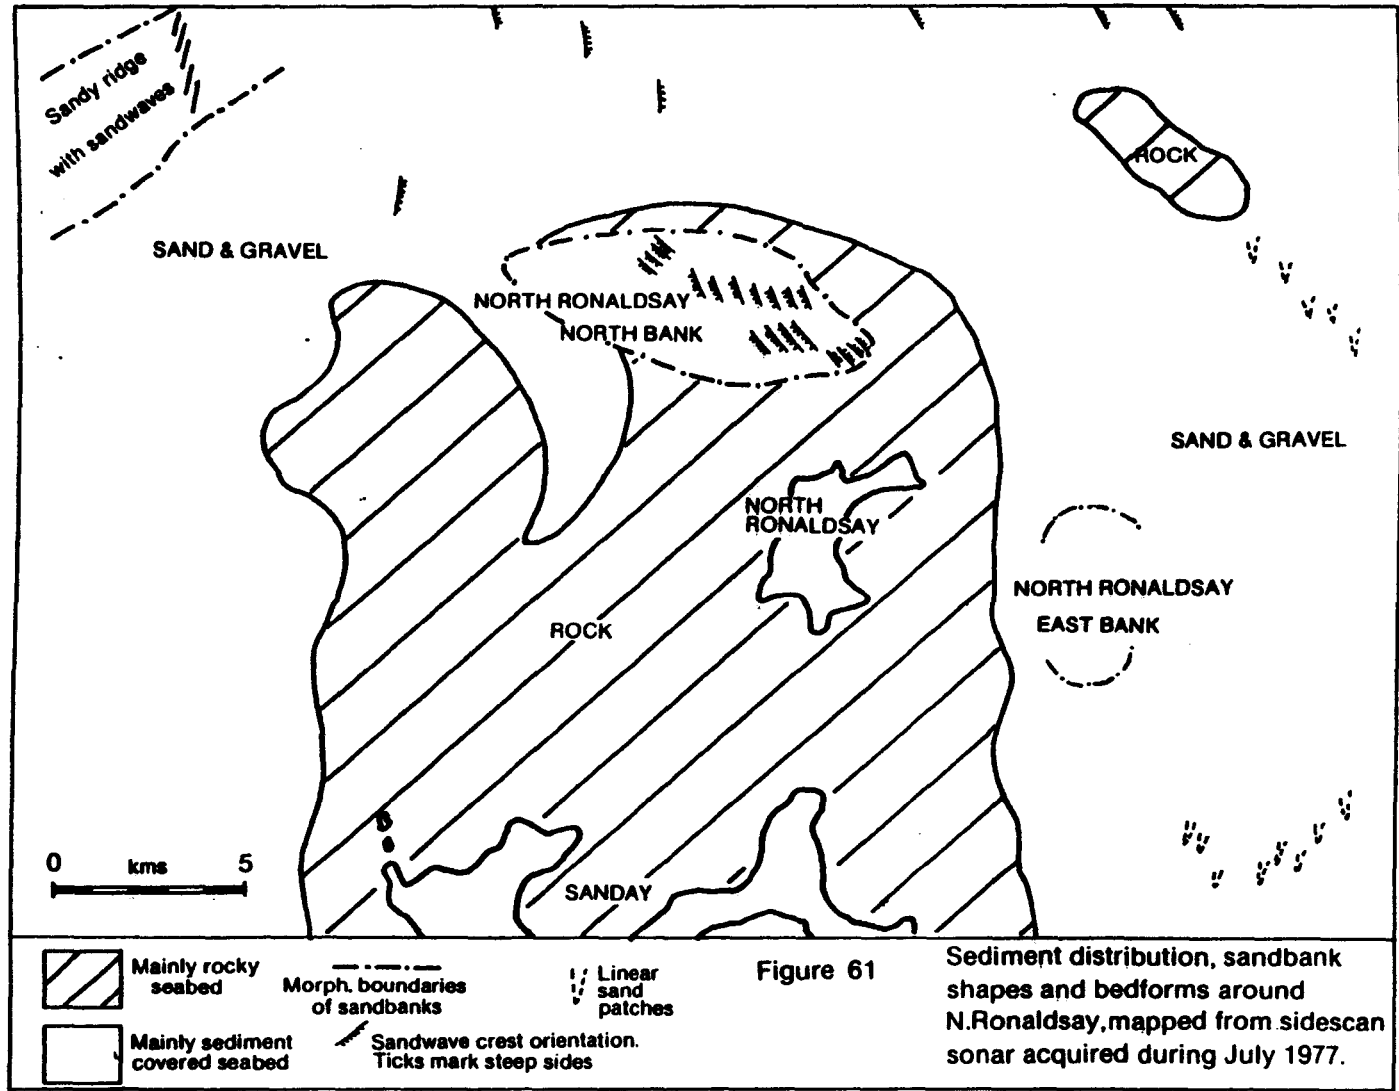 Sandy ridge
with sandwaves
ROCK
SAND & GRAVEL
NORTH RONALDSAY
NORTH BANK
SAND & GRAVEL
NORTH
RONALDSAY
NORTH RONALDSAY
EAST BANK
ROCK
0 kms 5
SANDAY
Mainly rocky
seabed
Mainly sediment
covered seabed
Morph. boundaries
of sandbanks
Sandwave crest orientation.
Ticks mark steep sides
Linear
sand
patches
Figure 61
Sediment distribution, sandbank
shapes and bedforms around
N.Ronaldsay,mapped from sidescan
sonar acquired during July 1977.